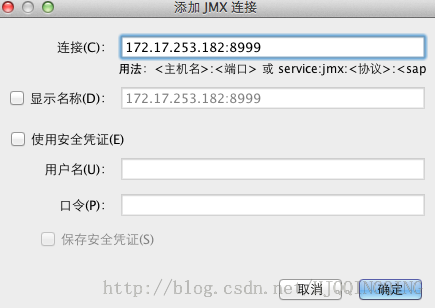 添加 JMX 连接
连接(C): 172.17.253.182:8999
用法: <主机名>:<端口> 或 service:jmx:<协议>:<sap
显示名称(D): 172.17.253.182:8999
使用安全凭证(E)
用户名(U):
口令(P):
保存安全凭证(S)
取消 确定
http://blog.csdn.net/